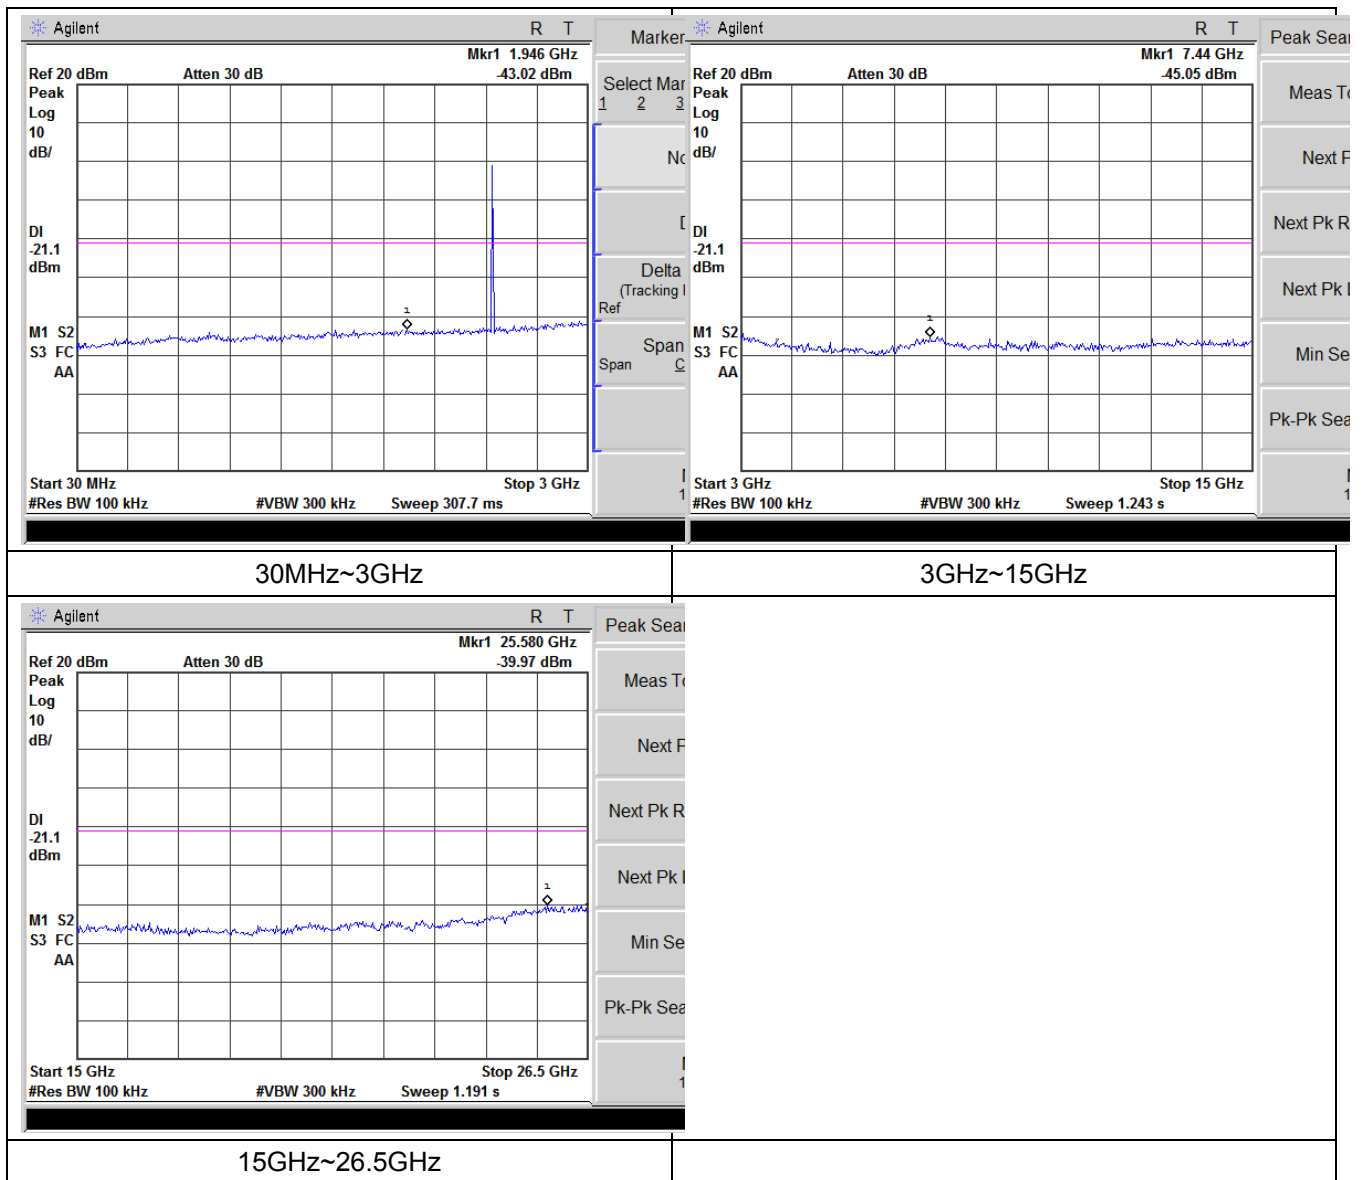 Agilent R T
Marker
Mkr1 1.946 GHz
Ref 20 dBm Atten 30 dB -43.02 dBm
Peak
Log
10
dB/
DI
-21.1
dBm
M1 S2
S3 FC
AA
1
Start 30 MHz Stop 3 GHz
#Res BW 100 kHz #VBW 300 kHz Sweep 307.7 ms
Select Mar
1 2 3
Delta
(Tracking
Ref
Span
Span C
Agilent R T
Peak Sear
Mkr1 7.44 GHz
Ref 20 dBm Atten 30 dB -45.05 dBm
Peak
Log
10
dB/
DI
-21.1
dBm
M1 S2
S3 FC
AA
1
Start 3 GHz Stop 15 GHz
#Res BW 100 kHz #VBW 300 kHz Sweep 1.243 s
Meas To
Next P
Next Pk R
Next Pk L
Min Se
Pk-Pk Sea
30MHz~3GHz
3GHz~15GHz
Agilent R T
Peak Sear
Mkr1 25.580 GHz
Ref 20 dBm Atten 30 dB -39.97 dBm
Peak
Log
10
dB/
DI
-21.1
dBm
M1 S2
S3 FC
AA
1
Start 15 GHz Stop 26.5 GHz
#Res BW 100 kHz #VBW 300 kHz Sweep 1.191 s
Meas To
Next P
Next Pk R
Next Pk L
Min Se
Pk-Pk Sea
15GHz~26.5GHz